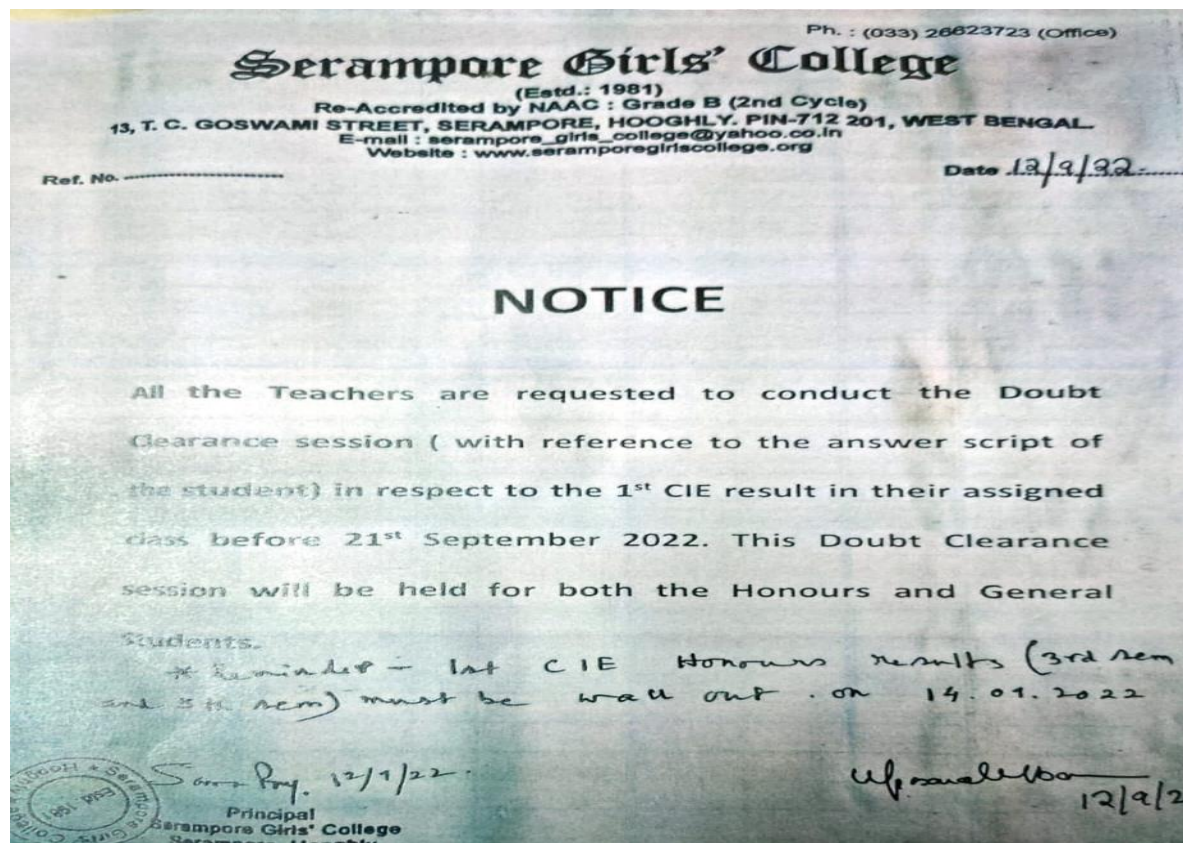 Ph. : (033) 26623723 (Office)
Serampore Girls' College
(Estd.: 1981)
Re-Accredited by NAAC : Grade B (2nd Cycle)
13, T. C. GOSWAMI STREET, SERAMPORE, HOOGHLY. PIN-712 201, WEST BENGAL.
E-mail : serampore_girls_college@yahoo.co.in
Website : www.seramporegirlscollege.org
Ref. No. Date 12/9/22
NOTICE
All the Teachers are requested to conduct the Doubt
Clearance session ( with reference to the answer script of
the student) in respect to the 1st CIE result in their assigned
class before 21st September 2022. This Doubt Clearance
session will be held for both the Honours and General
Students.
* Reminder - 1st CIE Honours results (3rd sem
and 5th sem) must be wall out . on 14.09.2022
12/9/22.
12/9/2
Principal
Serampore Girls' College
Serampore, Hooghly